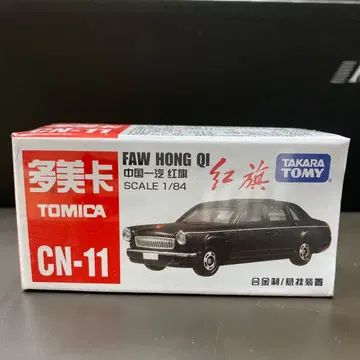 CN-11
多美卡
TOMICA
CN-11
FAW HONG QI
中国一汽 红旗
SCALE 1/84
红旗
TAKARA
TOMY
合金制/悬挂装置